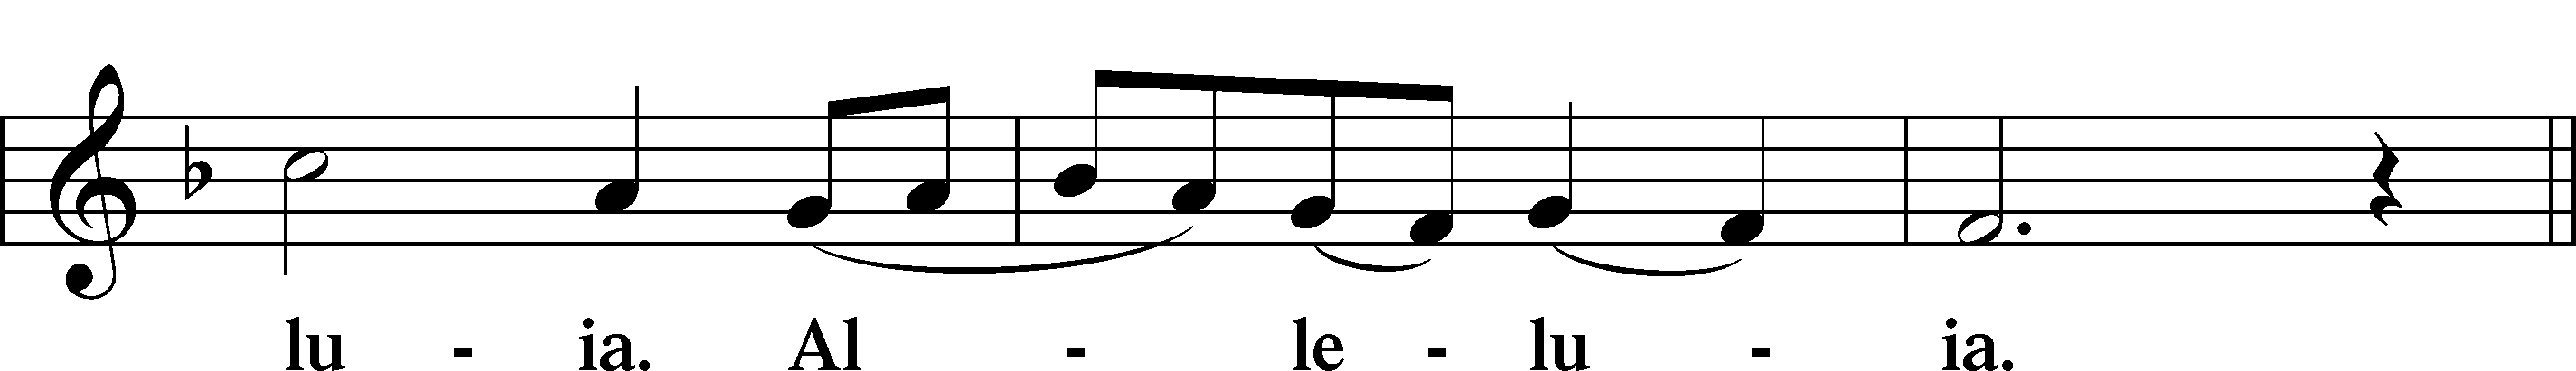 lu - ia. Al - le - lu - ia.